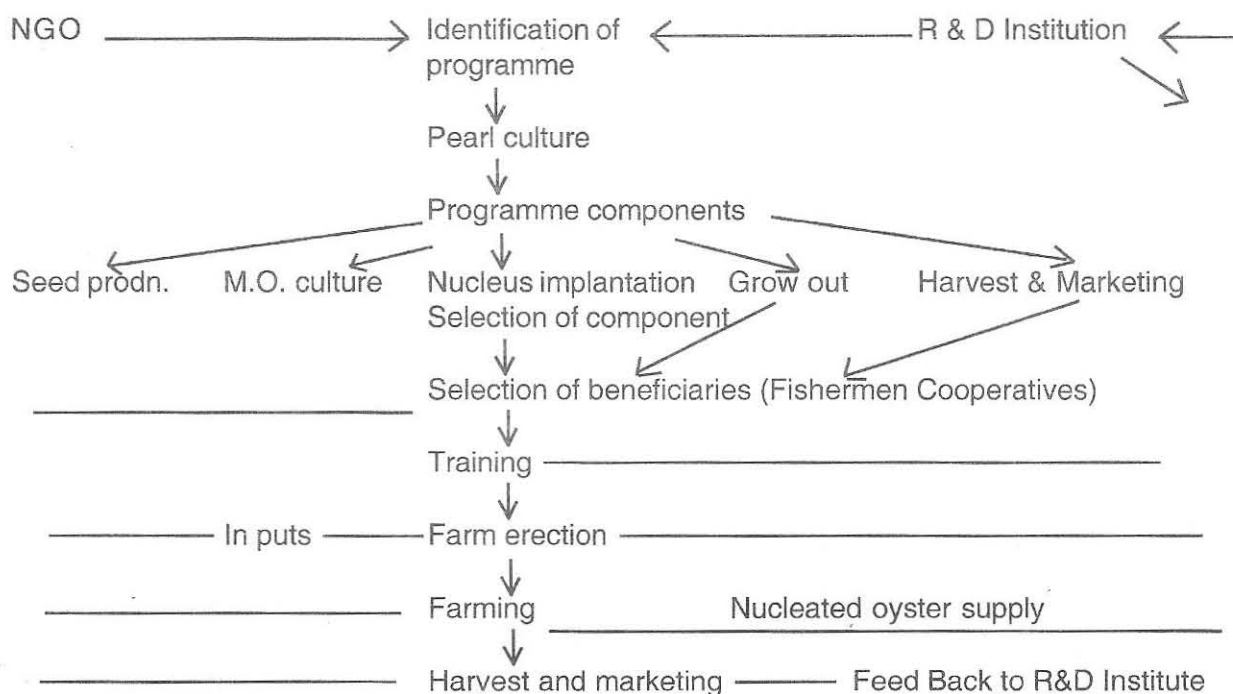 NGO Identification of R & D Institution
programme
Pearl culture
Programme components
Seed prodn. M.O. culture Nucleus implantation Grow out Harvest & Marketing
Selection of component
Selection of beneficiaries (Fishermen Cooperatives)
Training
In puts Farm erection
Farming Nucleated oyster supply
Harvest and marketing Feed Back to R&D Institute